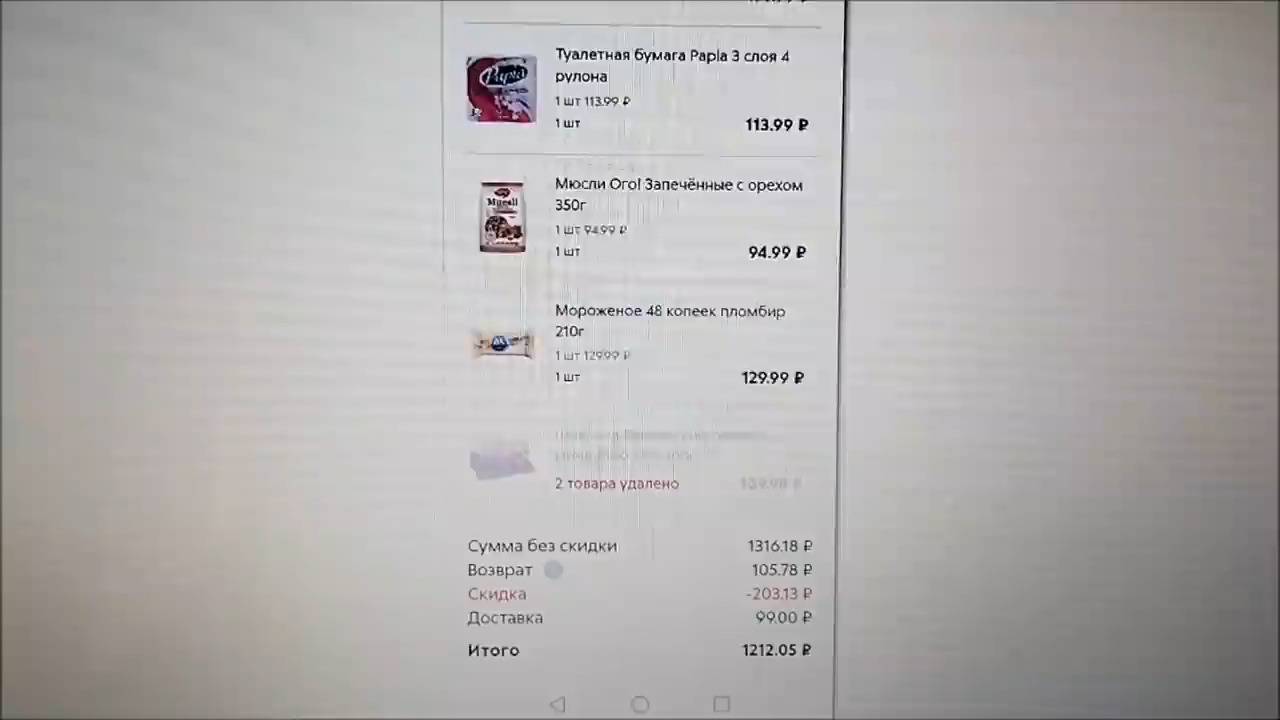 Туалетная бумага Papia 3 слоя 4
рулона
1 шт 113.99 ₽
1 шт
113.99 ₽
Papia
Мюсли Ого! Запечённые с орехом
350г
1 шт 94.99 ₽
1 шт
94.99 ₽
Muesli
Мороженое 48 копеек пломбир
210г
1 шт 129.99 ₽
1 шт
129.99 ₽
2 товара удалено
Сумма без скидки 1316.18 ₽
Возврат 105.78 ₽
Скидка -203.13 ₽
Доставка 99.00 ₽
Итого 1212.05 ₽